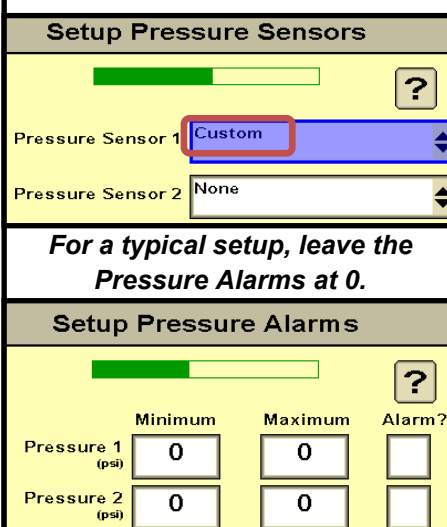 Setup Pressure Sensors
?
Pressure Sensor 1 Custom
Pressure Sensor 2 None
For a typical setup, leave the
Pressure Alarms at 0.
Setup Pressure Alarms
?
Minimum Maximum Alarm?
Pressure 1 0 0
(psi)
Pressure 2 0 0
(psi)